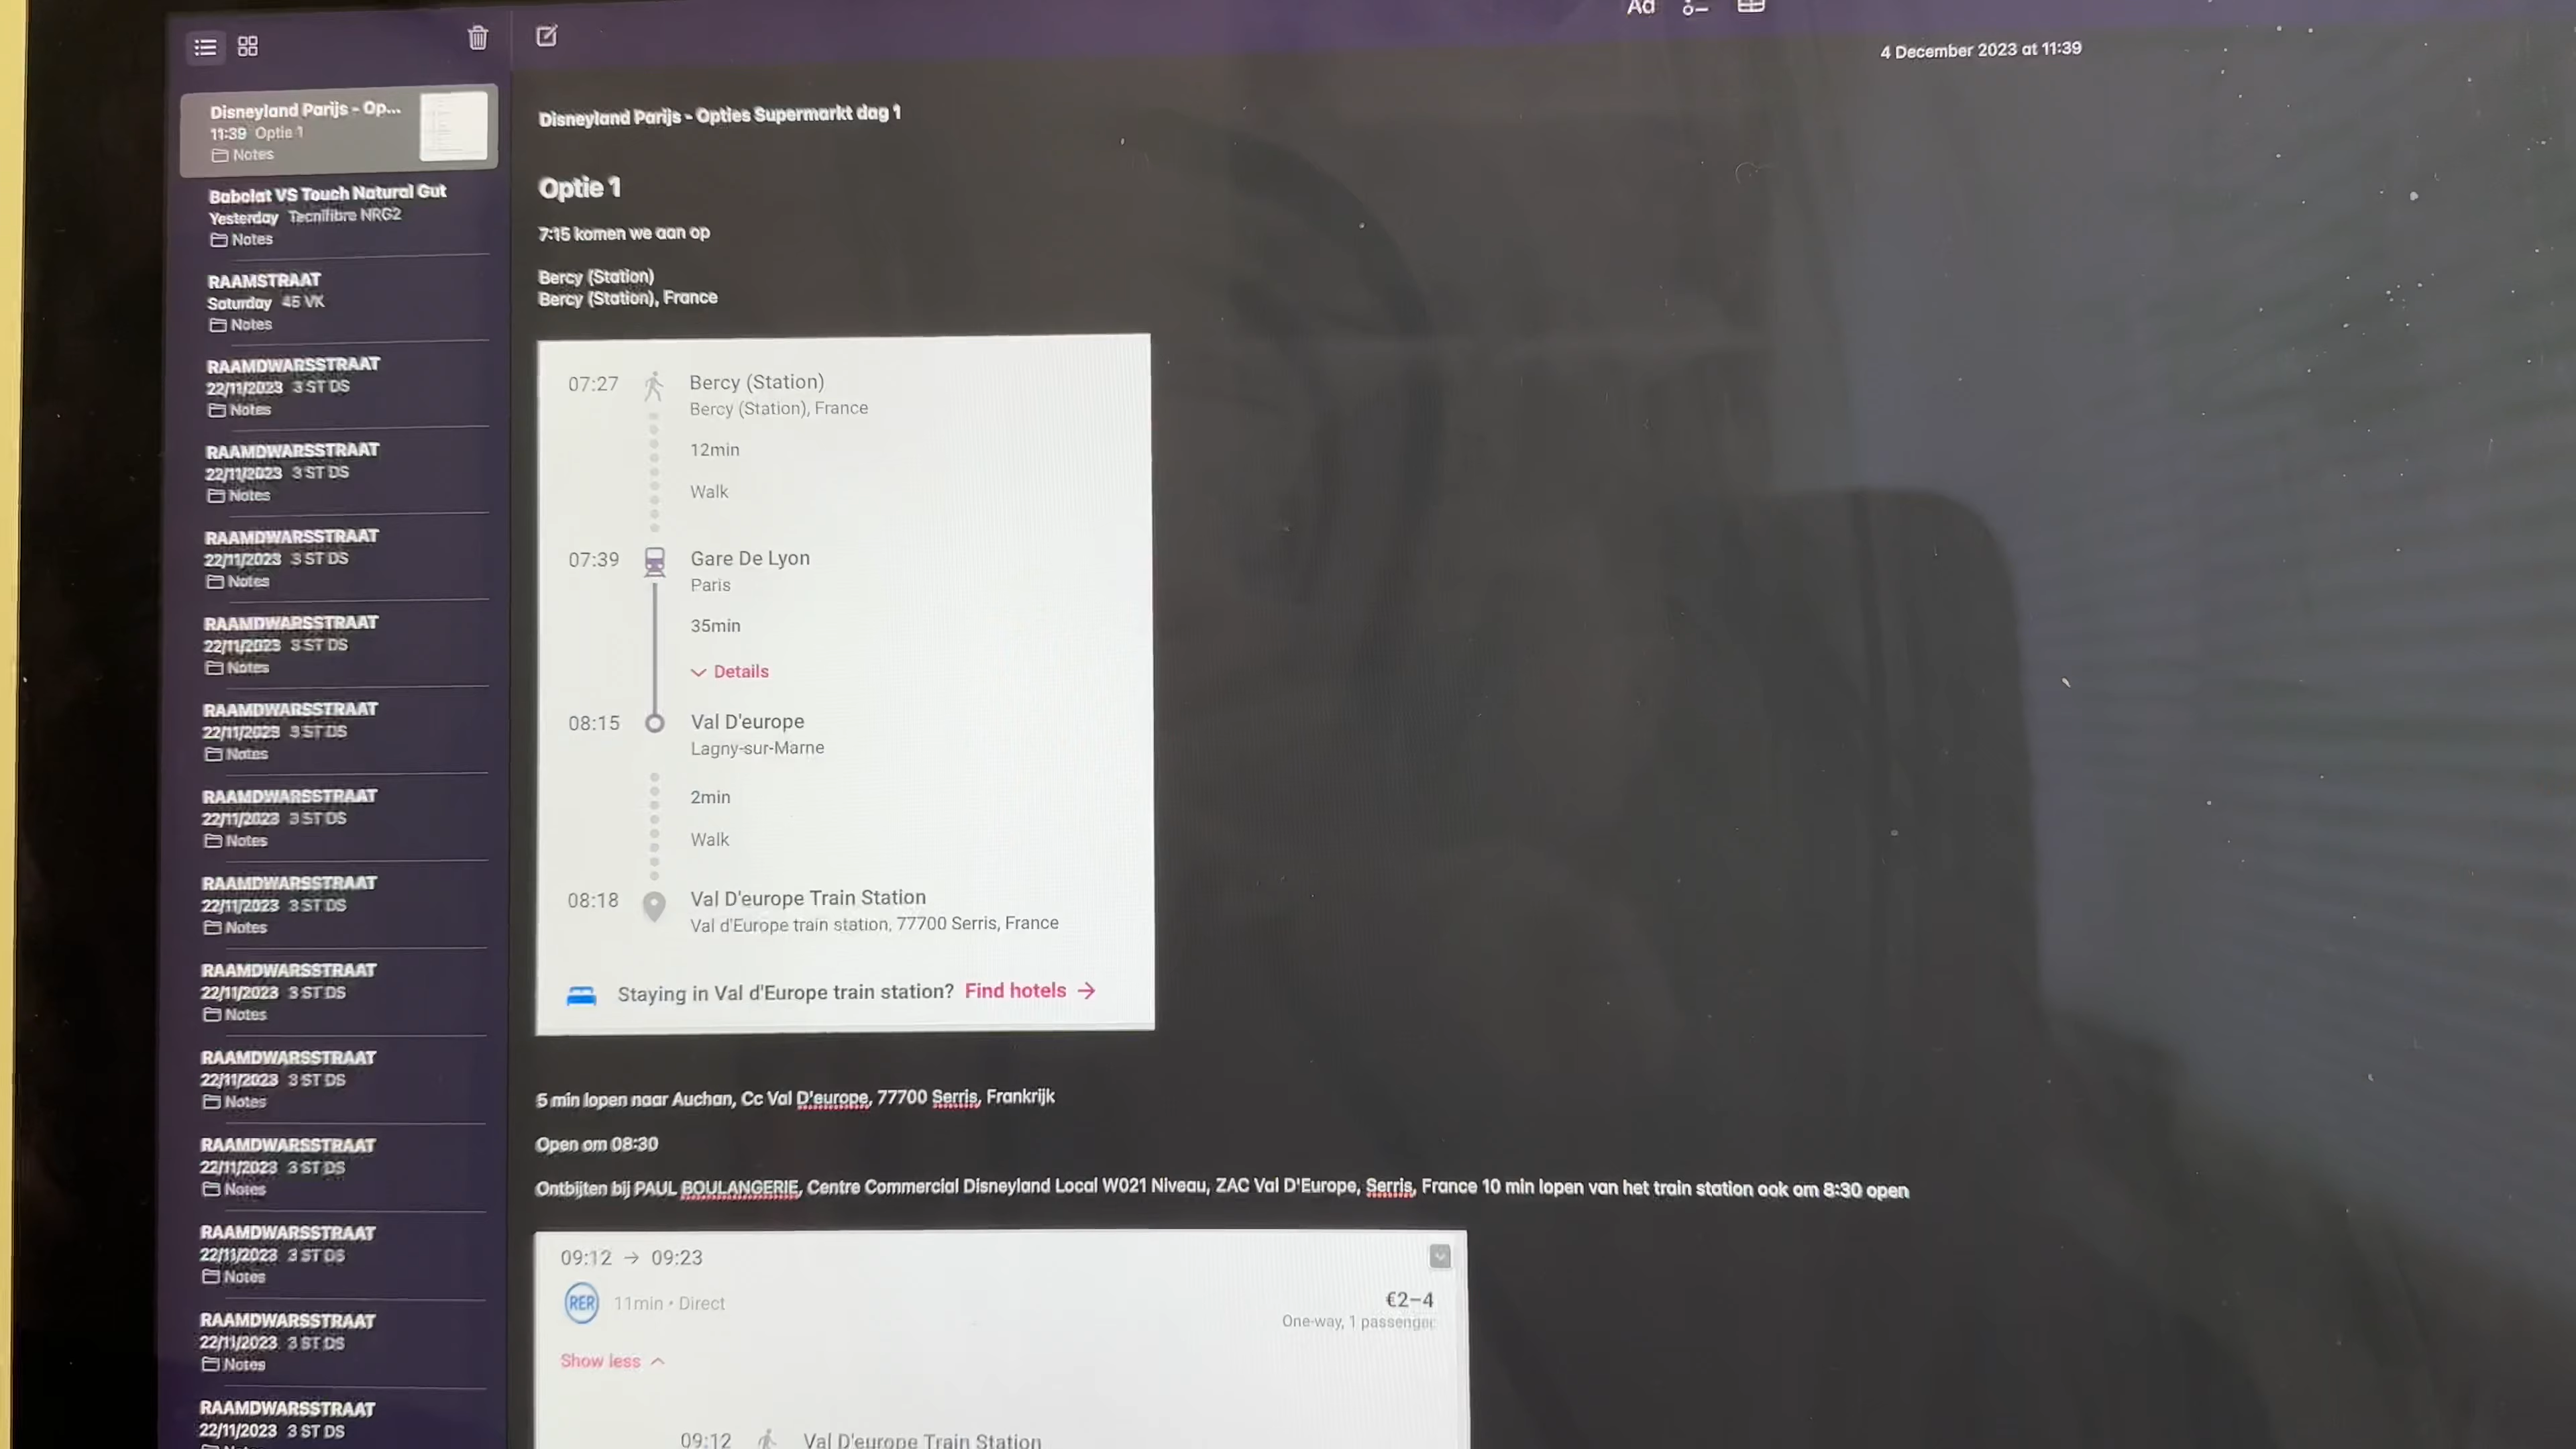 Aa
4 December 2023 at 11:39
Disneyland Parijs - Op...
11:39 Optie 1
Notes
Babolat VS Touch Natural Gut
Yesterday Tecnifibre NRG2
Notes
RAAMSTRAAT
Saturday 45 VK
Notes
RAAMDWARSSTRAAT
22/11/2023 3 ST DS
Notes
RAAMDWARSSTRAAT
22/11/2023 3 ST DS
Notes
RAAMDWARSSTRAAT
22/11/2023 3 ST DS
Notes
RAAMDWARSSTRAAT
22/11/2023 3 ST DS
Notes
RAAMDWARSSTRAAT
22/11/2023 3 ST DS
Notes
RAAMDWARSSTRAAT
22/11/2023 3 ST DS
Notes
RAAMDWARSSTRAAT
22/11/2023 3 ST DS
Notes
RAAMDWARSSTRAAT
22/11/2023 3 ST DS
Notes
RAAMDWARSSTRAAT
22/11/2023 3 ST DS
Notes
RAAMDWARSSTRAAT
22/11/2023 3 ST DS
Notes
RAAMDWARSSTRAAT
22/11/2023 3 ST DS
Notes
RAAMDWARSSTRAAT
22/11/2023 3 ST DS
Notes
RAAMDWARSSTRAAT
22/11/2023 3 ST DS
Disneyland Parijs - Opties Supermarkt dag 1
Optie 1
7:15 komen we aan op
Bercy (Station)
Bercy (Station), France
07:27 Bercy (Station)
Bercy (Station), France
12min
Walk
07:39 Gare De Lyon
Paris
35min
Details
08:15 Val D'europe
Lagny-sur-Marne
2min
Walk
08:18 Val D'europe Train Station
Val d'Europe train station, 77700 Serris, France
Staying in Val d'Europe train station? Find hotels →
5 min lopen naar Auchan, Cc Val D'europe, 77700 Serris, Frankrijk
Open om 08:30
Ontbijten bij PAUL BOULANGERIE, Centre Commercial Disneyland Local W021 Niveau, ZAC Val D'Europe, Serris, France 10 min lopen van het train station ook om 8:30 open
09:12 → 09:23
RER 11min • Direct
€2–4
One-way, 1 passenger
Show less
09:12 Val D'europe Train Station